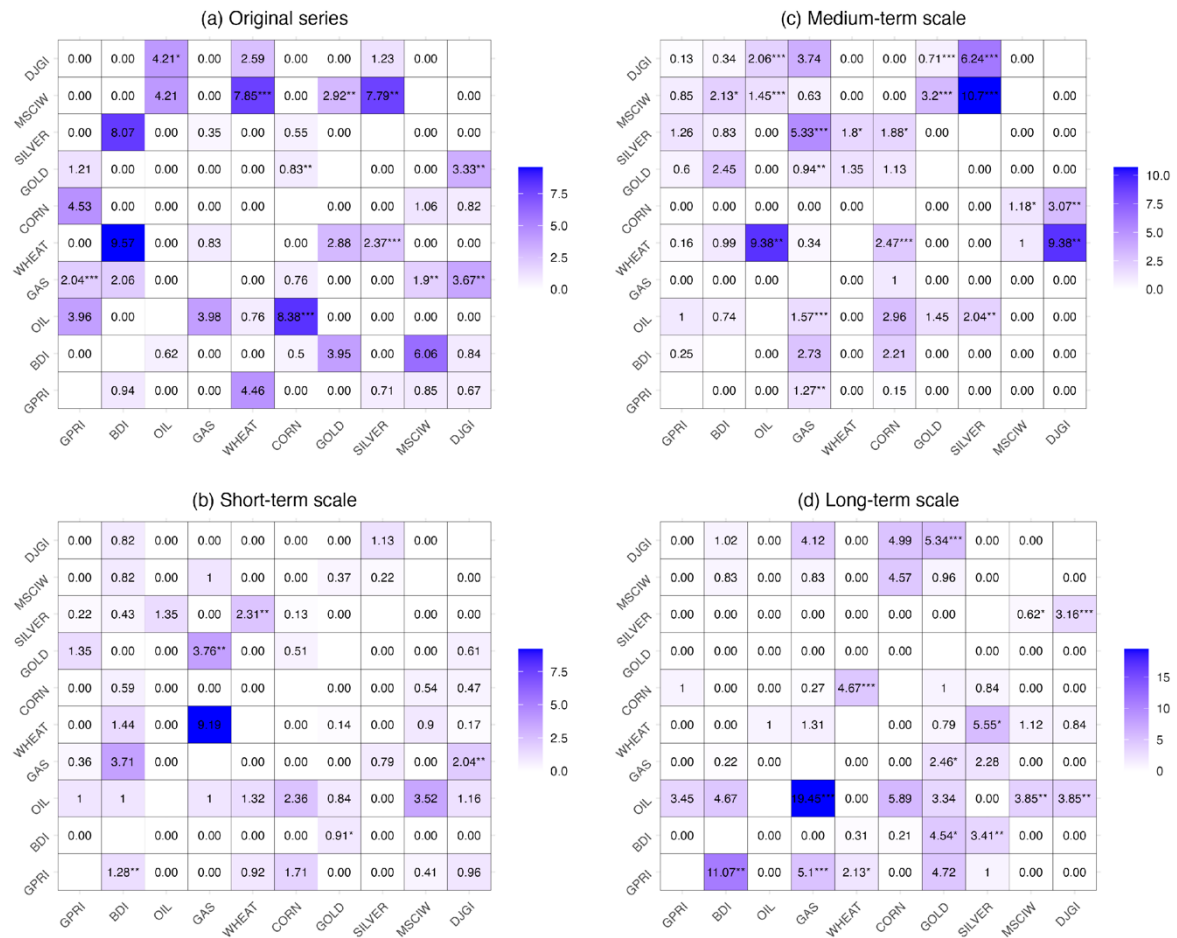 (a) Original series
DJGI 0.00 0.00 4.21* 0.00 2.59 0.00 0.00 1.23 0.00
MSCIW 0.00 0.00 4.21 0.00 7.85*** 0.00 2.92** 7.79** 0.00
SILVER 0.00 8.07 0.00 0.35 0.00 0.55 0.00 0.00 0.00
GOLD 1.21 0.00 0.00 0.00 0.00 0.83** 0.00 0.00 3.33**
CORN 4.53 0.00 0.00 0.00 0.00 0.00 0.00 1.06 0.82
WHEAT 0.00 9.57 0.00 0.83 0.00 2.88 2.37*** 0.00 0.00
GAS 2.04*** 2.06 0.00 0.00 0.76 0.00 0.00 1.9** 3.67**
OIL 3.96 0.00 3.98 0.76 8.38*** 0.00 0.00 0.00 0.00
BDI 0.00 0.62 0.00 0.00 0.5 3.95 0.00 6.06 0.84
GPRI 0.94 0.00 0.00 4.46 0.00 0.00 0.71 0.85 0.67
GPRI BDI OIL GAS WHEAT CORN GOLD SILVER MSCIW DJGI
7.5
5.0
2.5
0.0
(c) Medium-term scale
DJGI 0.13 0.34 2.06*** 3.74 0.00 0.00 0.71*** 6.24*** 0.00
MSCIW 0.85 2.13* 1.45*** 0.63 0.00 0.00 3.2*** 10.7*** 0.00
SILVER 1.26 0.83 0.00 5.33*** 1.8* 1.88* 0.00 0.00 0.00
GOLD 0.6 2.45 0.00 0.94** 1.35 1.13 0.00 0.00 0.00
CORN 0.00 0.00 0.00 0.00 0.00 0.00 0.00 1.18* 3.07**
WHEAT 0.16 0.99 9.38** 0.34 2.47*** 0.00 0.00 1 9.38**
GAS 0.00 0.00 0.00 0.00 1 0.00 0.00 0.00 0.00
OIL 1 0.74 1.57*** 0.00 2.96 1.45 2.04** 0.00 0.00
BDI 0.25 0.00 2.73 0.00 2.21 0.00 0.00 0.00 0.00
GPRI 0.00 0.00 1.27** 0.00 0.15 0.00 0.00 0.00 0.00
GPRI BDI OIL GAS WHEAT CORN GOLD SILVER MSCIW DJGI
10.0
7.5
5.0
2.5
0.0
(b) Short-term scale
DJGI 0.00 0.82 0.00 0.00 0.00 0.00 0.00 1.13 0.00
MSCIW 0.00 0.82 0.00 1 0.00 0.00 0.37 0.22 0.00
SILVER 0.22 0.43 1.35 0.00 2.31** 0.13 0.00 0.00 0.00
GOLD 1.35 0.00 0.00 3.76** 0.00 0.51 0.00 0.00 0.61
CORN 0.00 0.59 0.00 0.00 0.00 0.00 0.00 0.54 0.47
WHEAT 0.00 1.44 0.00 9.19 0.00 0.14 0.00 0.9 0.17
GAS 0.36 3.71 0.00 0.00 0.00 0.00 0.79 0.00 2.04**
OIL 1 1 1 1.32 2.36 0.84 0.00 3.52 1.16
BDI 0.00 0.00 0.00 0.00 0.00 0.91* 0.00 0.00 0.00
GPRI 1.28** 0.00 0.00 0.92 1.71 0.00 0.00 0.41 0.96
GPRI BDI OIL GAS WHEAT CORN GOLD SILVER MSCIW DJGI
7.5
5.0
2.5
0.0
(d) Long-term scale
DJGI 0.00 1.02 0.00 4.12 0.00 4.99 5.34*** 0.00 0.00
MSCIW 0.00 0.83 0.00 0.83 0.00 4.57 0.96 0.00 0.00
SILVER 0.00 0.00 0.00 0.00 0.00 0.00 0.00 0.62* 3.16***
GOLD 0.00 0.00 0.00 0.00 0.00 0.00 0.00 0.00 0.00
CORN 1 0.00 0.00 0.27 4.67*** 1 0.84 0.00 0.00
WHEAT 0.00 0.00 1 1.31 0.00 0.79 5.55* 1.12 0.84
GAS 0.00 0.22 0.00 0.00 0.00 2.46* 2.28 0.00 0.00
OIL 3.45 4.67 0.00 5.89 3.34 0.00 3.85** 3.85**
BDI 0.00 0.00 0.00 0.31 0.21 4.54* 3.41** 0.00 0.00
GPRI 11.07** 0.00 5.1*** 2.13* 0.00 4.72 1 0.00 0.00
GPRI BDI OIL GAS WHEAT CORN GOLD SILVER MSCIW DJGI
15
10
5
0